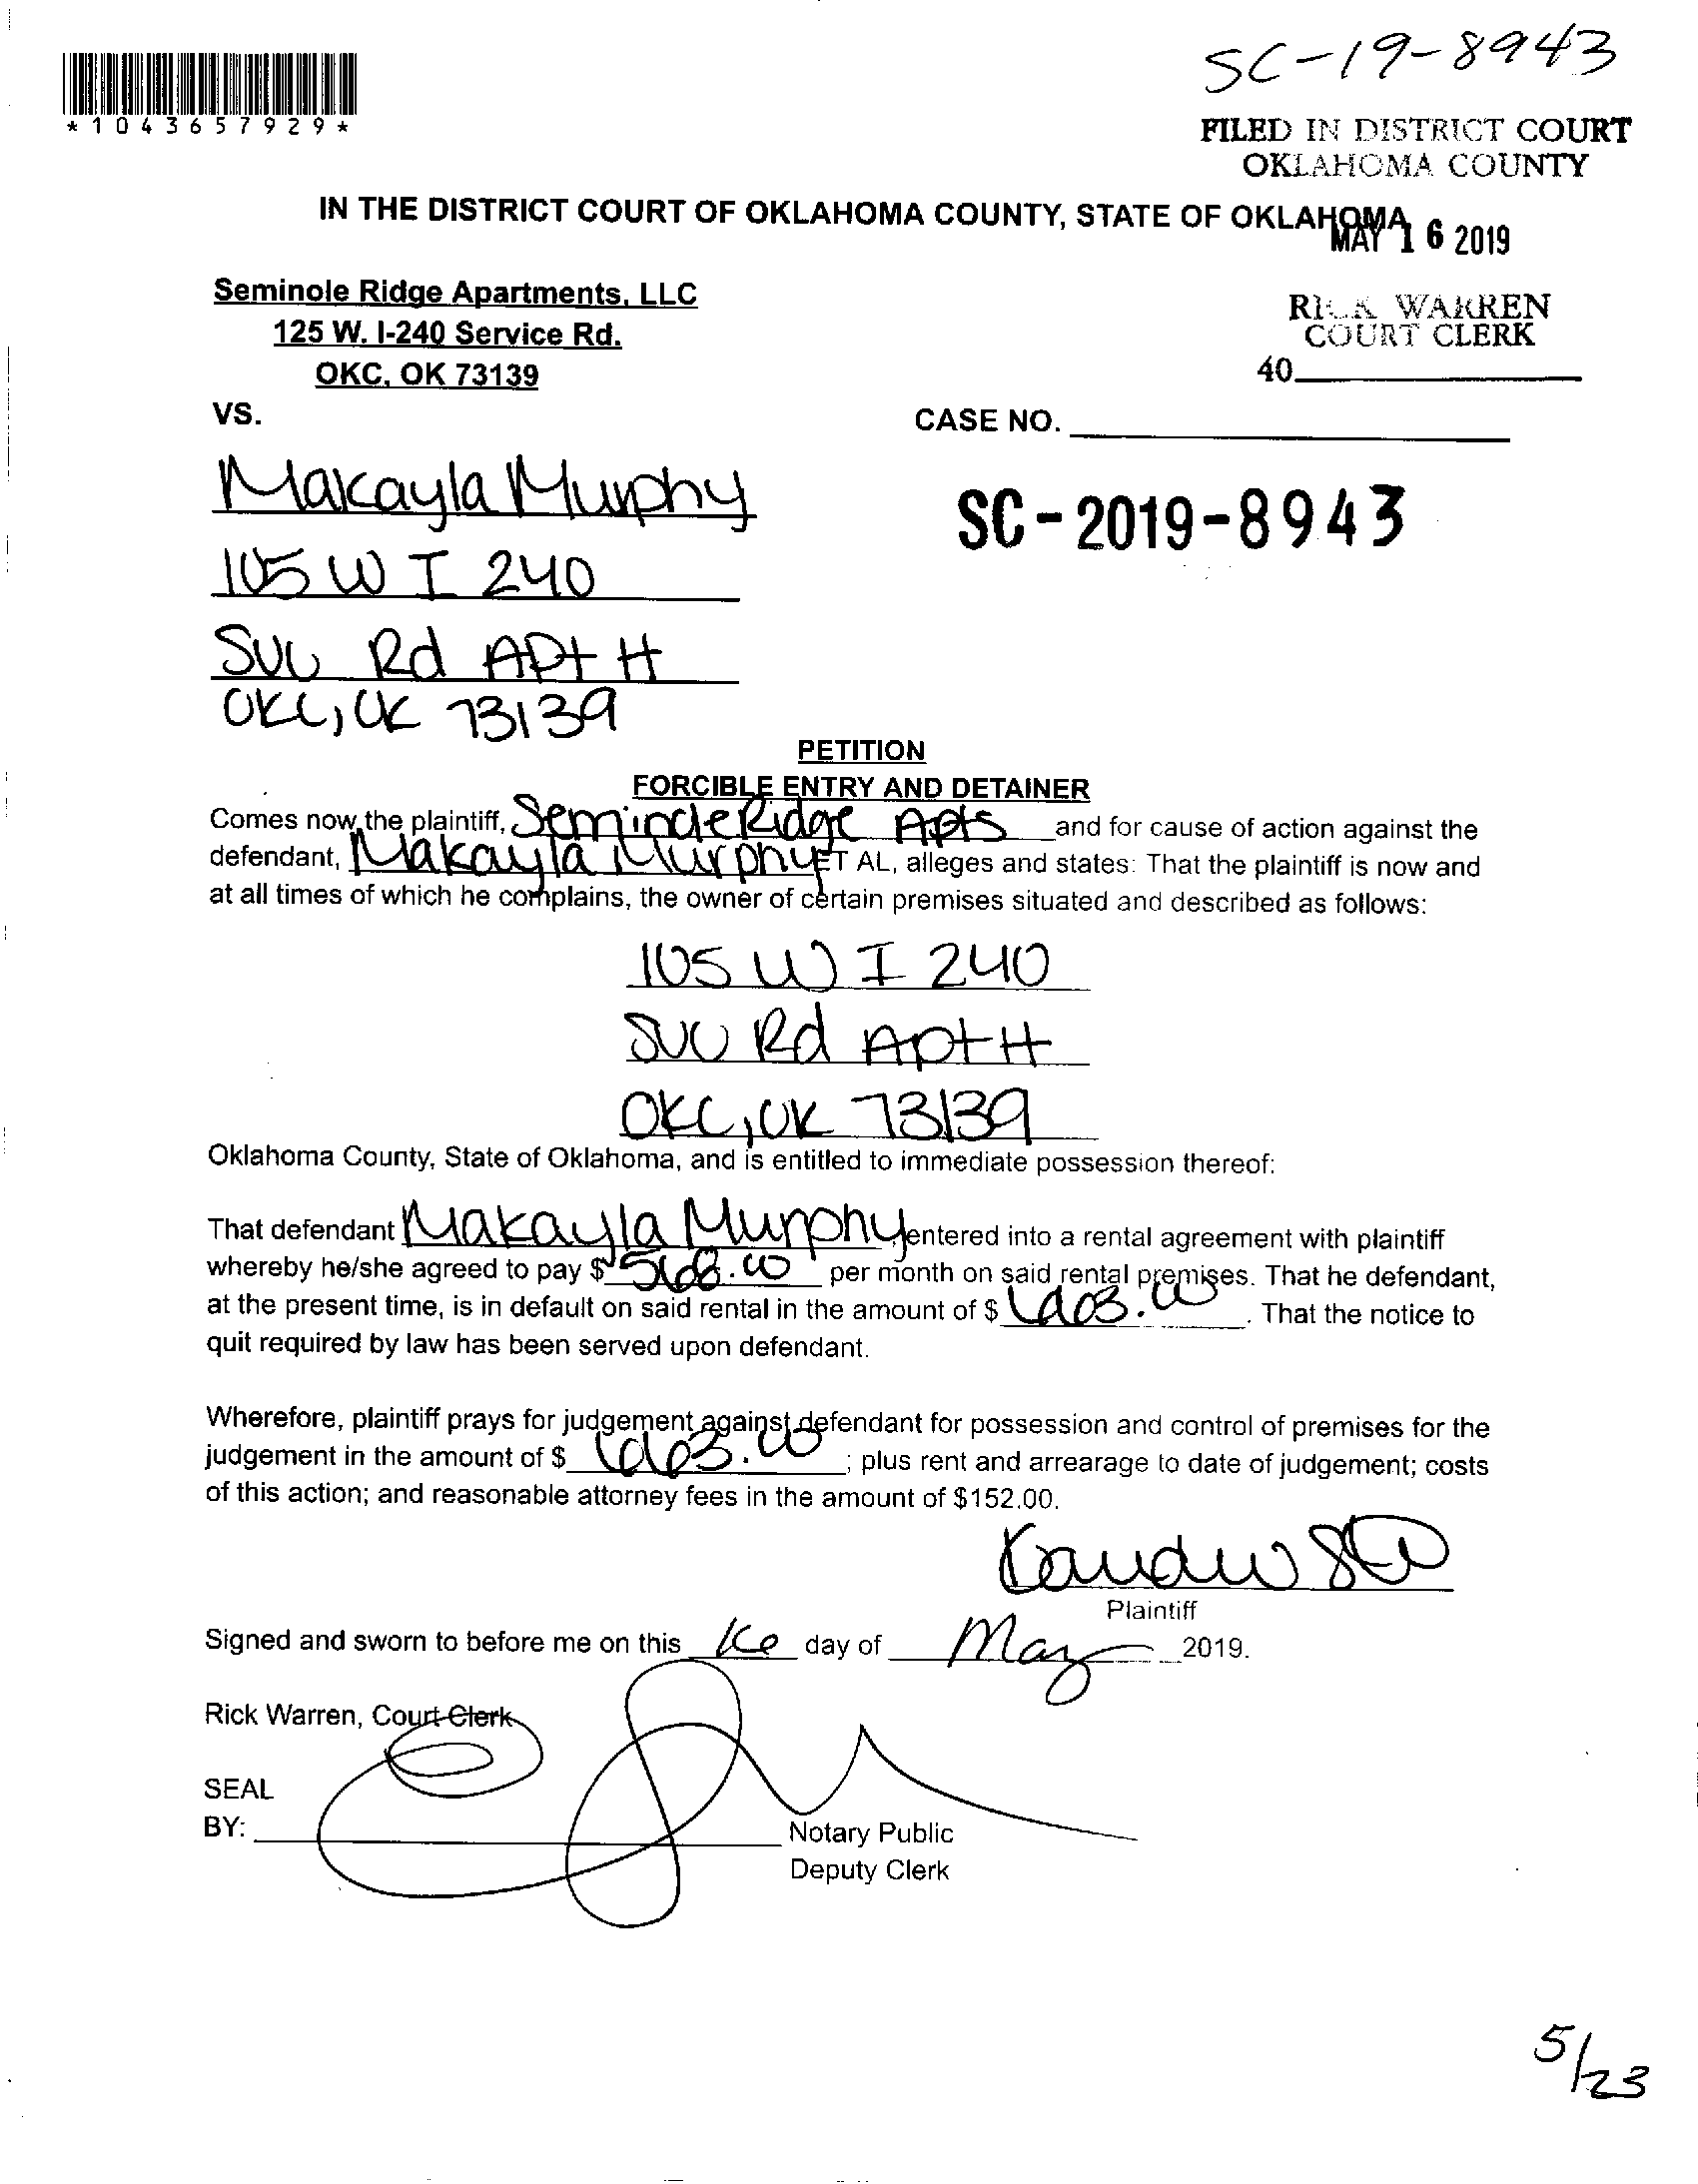 SC-19-8943
*1043657929*
FILED IN DISTRICT COURT
OKLAHOMA COUNTY
IN THE DISTRICT COURT OF OKLAHOMA COUNTY, STATE OF OKLAHOMA
MAY 16 2019
Seminole Ridge Apartments, LLC
125 W. I-240 Service Rd.
OKC, OK 73139
RICK WARREN
COURT CLERK
40
VS.
CASE NO.
Makayla Murphy
SC-2019-8943
105 W I 240
Rd Apt H
OKC, OK 73139
PETITION
FORCIBLE ENTRY AND DETAINER
Comes now the plaintiff, Seminole Ridge Apts and for cause of action against the
defendant, Makayla Murphy ET AL, alleges and states: That the plaintiff is now and
at all times of which he complains, the owner of certain premises situated and described as follows:
105 W I 240
Rd Apt H
OKC, OK 73139
Oklahoma County, State of Oklahoma, and is entitled to immediate possession thereof:
That defendant Makayla Murphy, entered into a rental agreement with plaintiff
whereby he/she agreed to pay $ 568.00 per month on said rental premises. That he defendant,
at the present time, is in default on said rental in the amount of $ 663.00. That the notice to
quit required by law has been served upon defendant.
Wherefore, plaintiff prays for judgement against defendant for possession and control of premises for the
judgement in the amount of $ 663.00; plus rent and arrearage to date of judgement; costs
of this action; and reasonable attorney fees in the amount of $152.00.
Plaintiff
Signed and sworn to before me on this 16 day of May 2019.
Rick Warren, Court Clerk
SEAL
BY:
Notary Public
Deputy Clerk
5/23